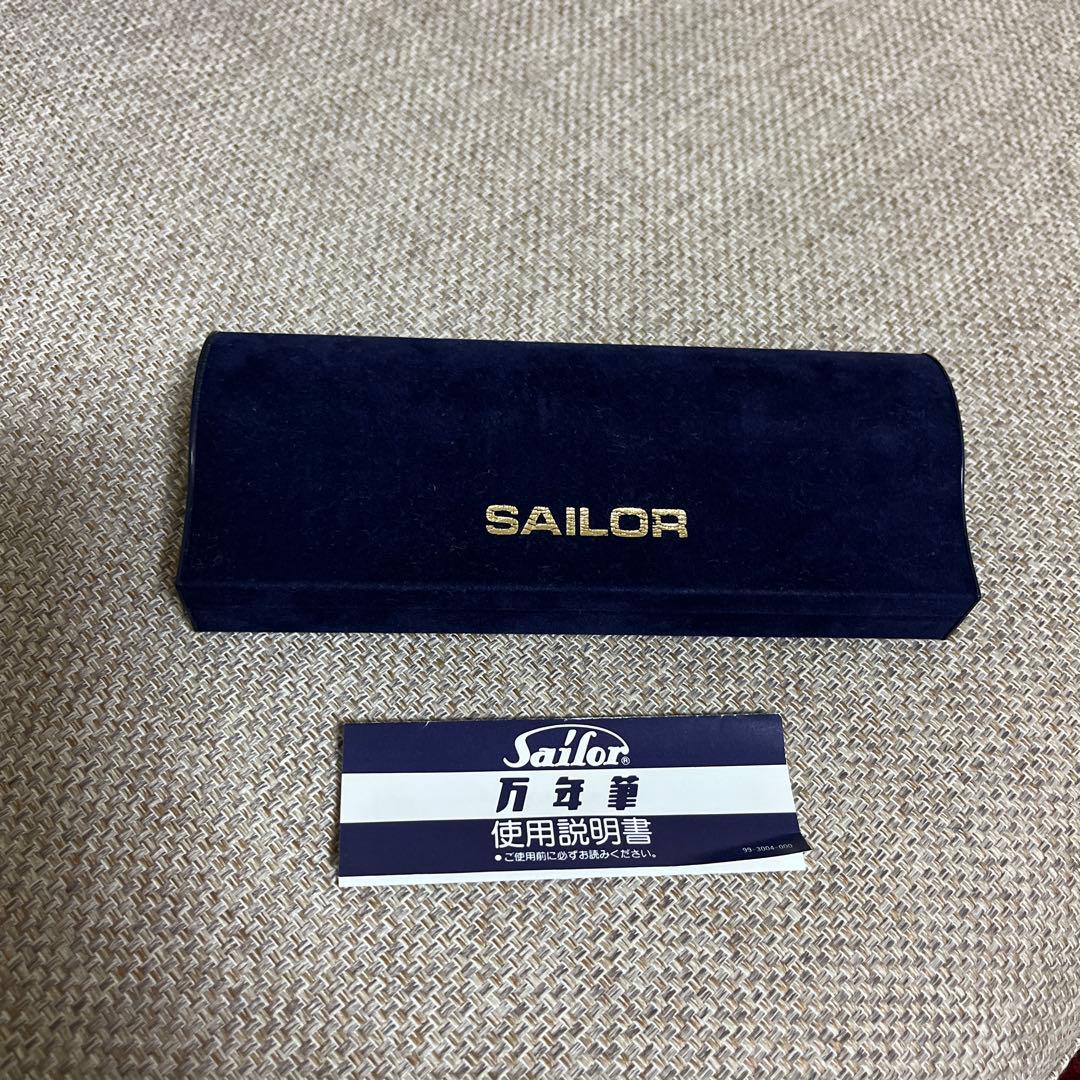 SAILOR
Sailor®
万年筆
使用説明書
●ご使用前に必ずお読みください。
99-3004-000